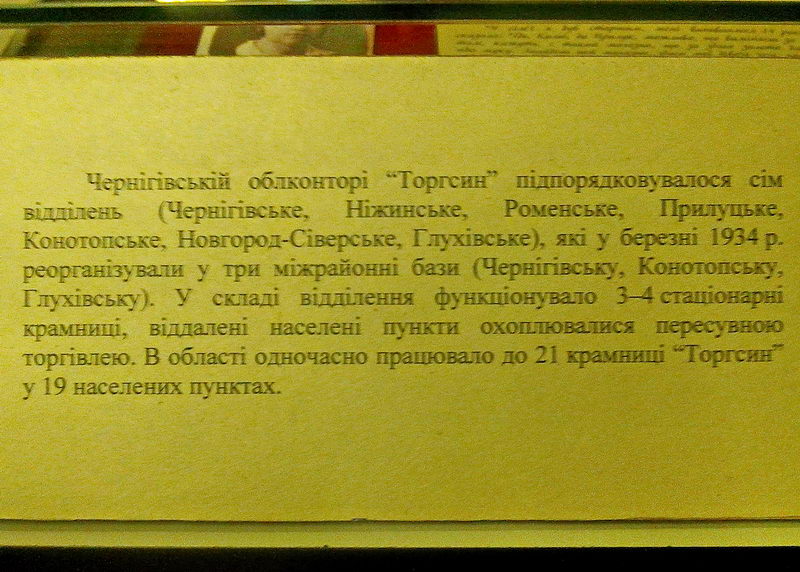 Чернігівській облконторі “Торгсин” підпорядковувалося сім
відділень (Чернігівське, Ніжинське, Роменське, Прилуцьке,
Конотопське, Новгород-Сіверське, Глухівське), які у березні 1934 р.
реорганізували у три міжрайонні бази (Чернігівську, Конотопську,
Глухівську). У складі відділення функціонувало 3–4 стаціонарні
крамниці, віддалені населені пункти охоплювалися пересувною
торгівлею. В області одночасно працювало до 21 крамниці “Торгсин”
у 19 населених пунктах.